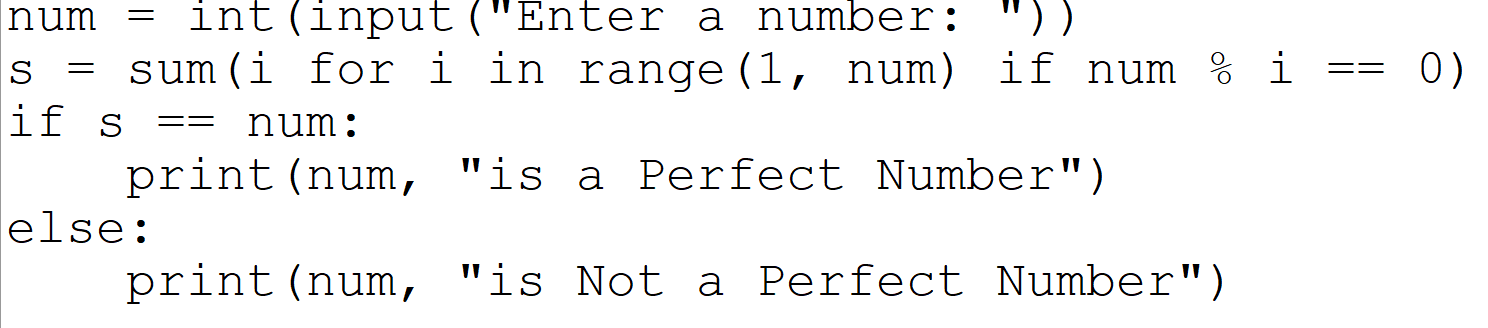 num = int(input("Enter a number: "))
s = sum(i for i in range(1, num) if num % i == 0)
if s == num:
    print(num, "is a Perfect Number")
else:
    print(num, "is Not a Perfect Number")